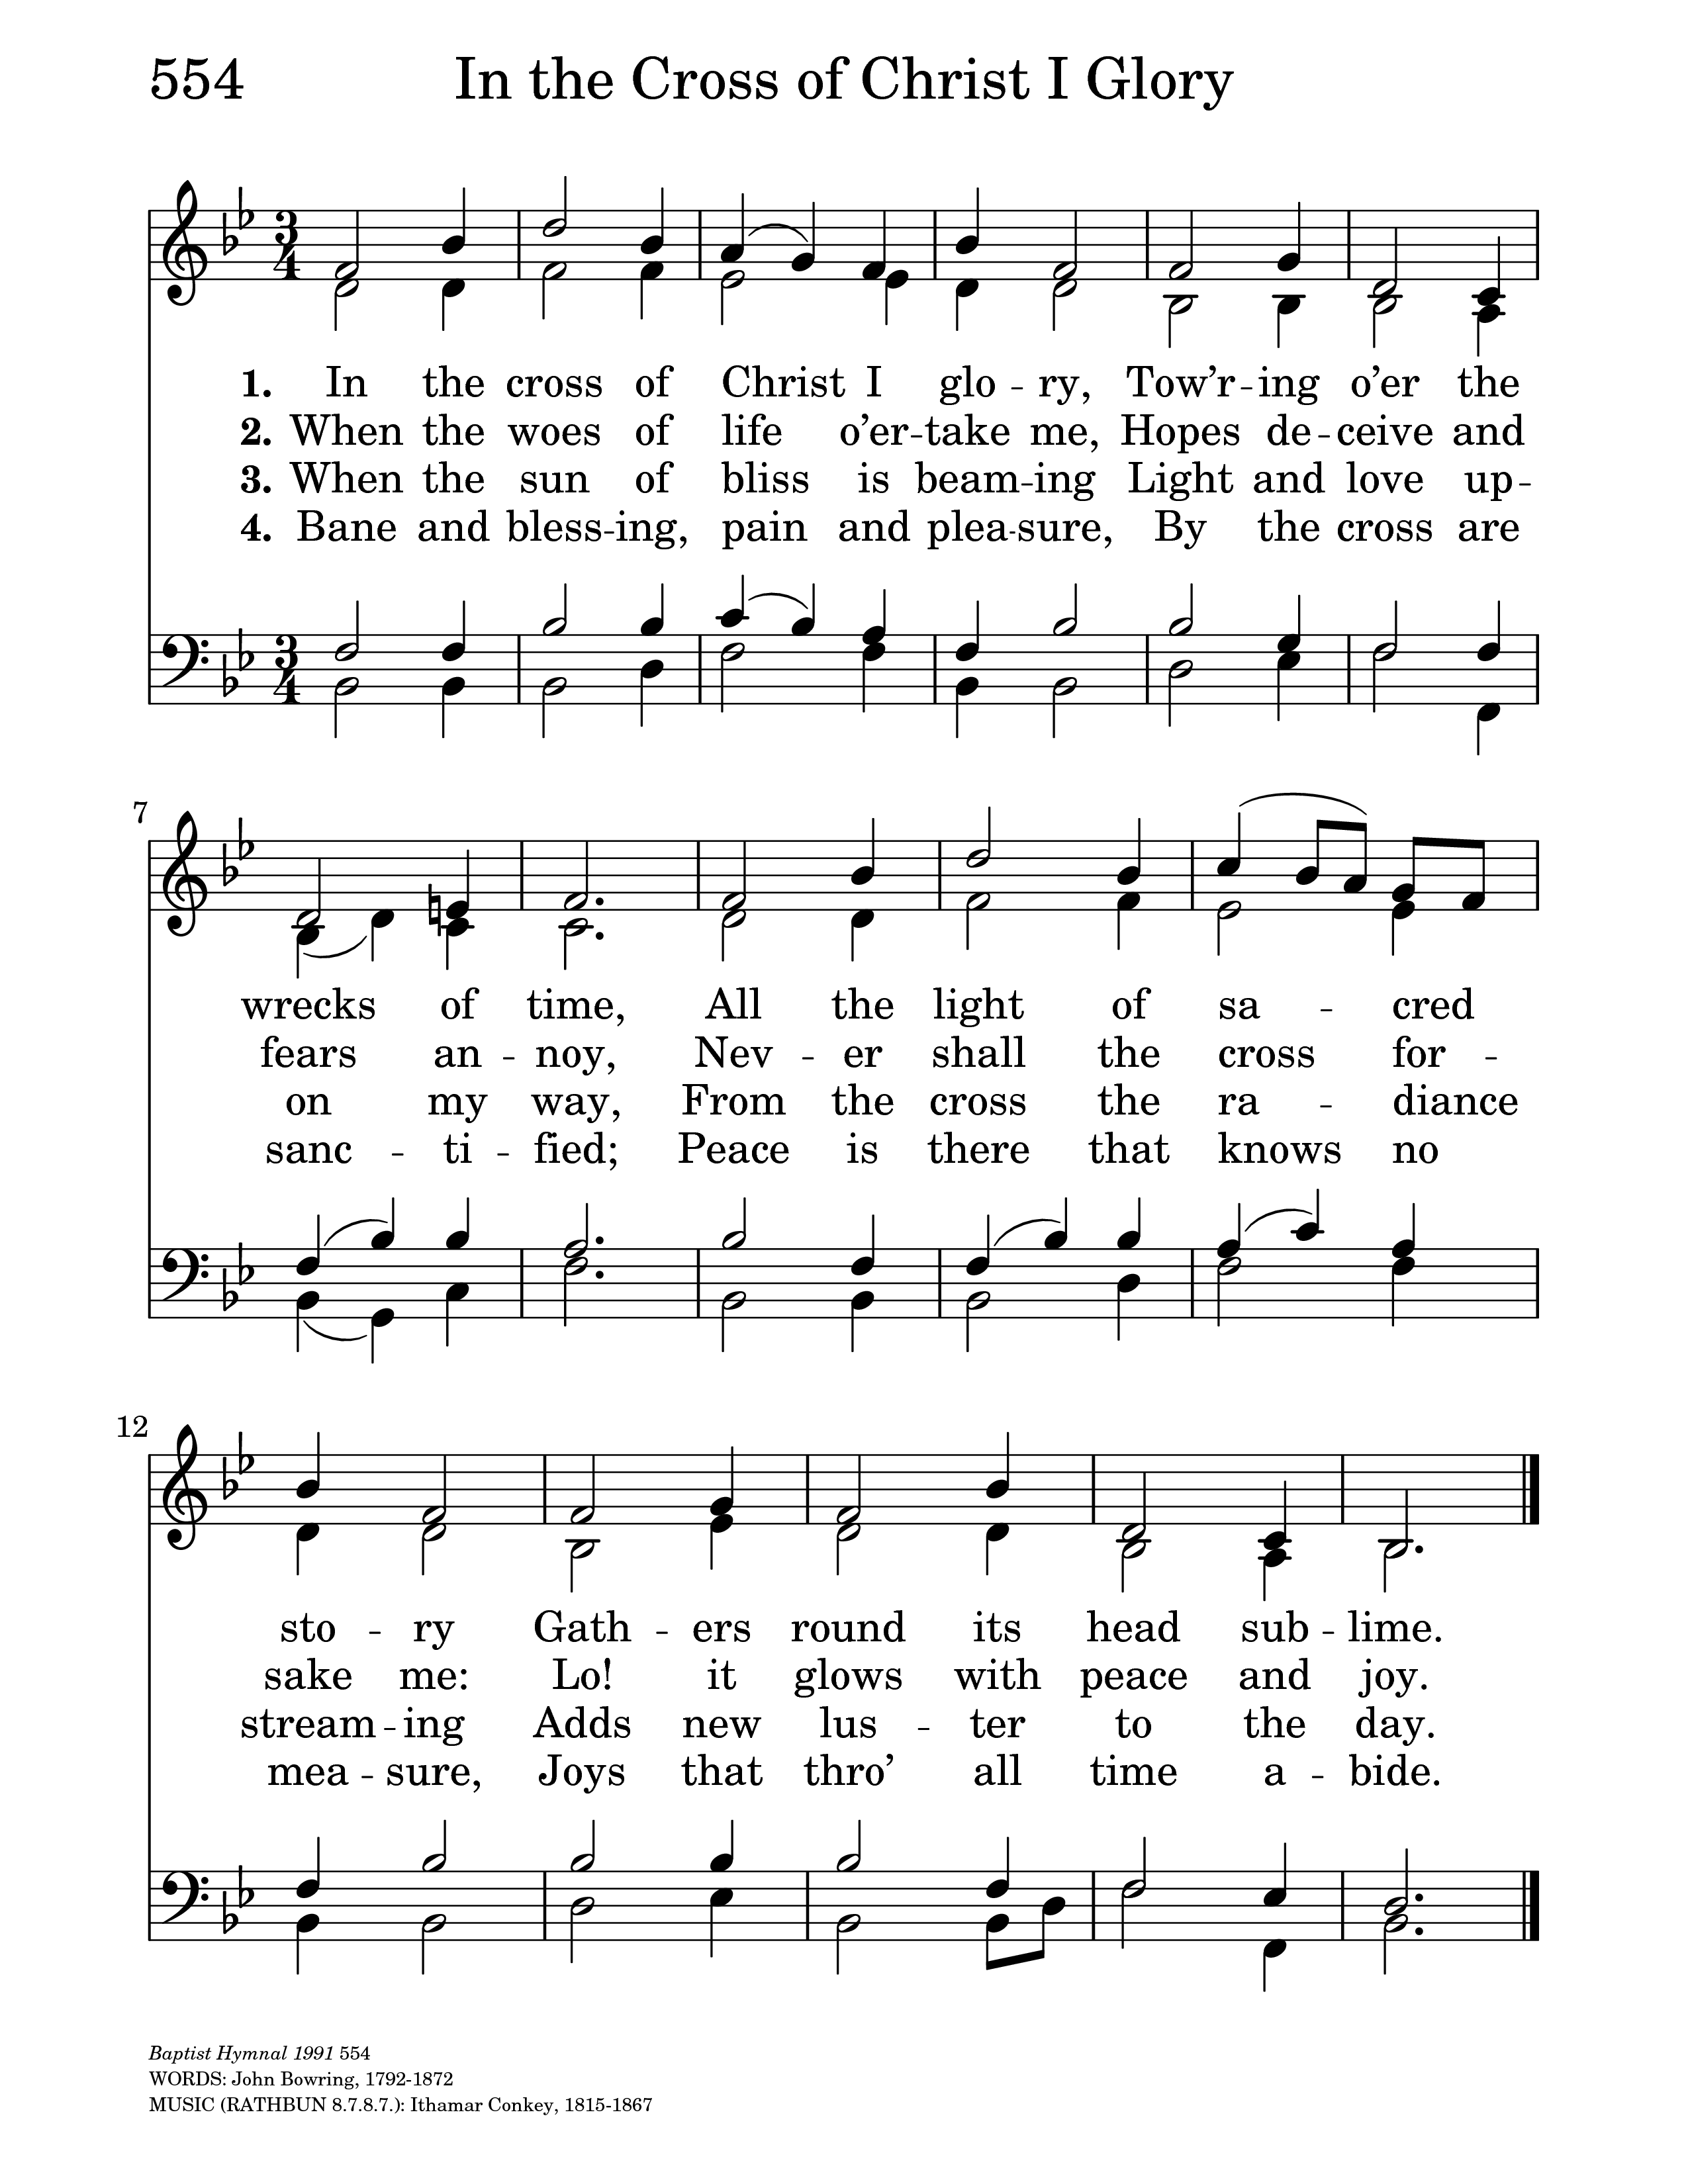 554 In the Cross of Christ I Glory
3 4
1. In the cross of Christ I glo - ry, Tow’r - ing o’er the
2. When the woes of life o’er - take me, Hopes de - ceive and
3. When the sun of bliss is beam - ing Light and love up -
4. Bane and bless - ing, pain and plea - sure, By the cross are
3 4
7
wrecks of time, All the light of sa - cred
fears an - noy, Nev - er shall the cross for -
on my way, From the cross the ra - diance
sanc - ti - fied; Peace is there that knows no
12
sto - ry Gath - ers round its head sub - lime.
sake me: Lo! it glows with peace and joy.
stream - ing Adds new lus - ter to the day.
mea - sure, Joys that thro’ all time a - bide.
Baptist Hymnal 1991 554
WORDS: John Bowring, 1792-1872
MUSIC (RATHBUN 8.7.8.7.): Ithamar Conkey, 1815-1867